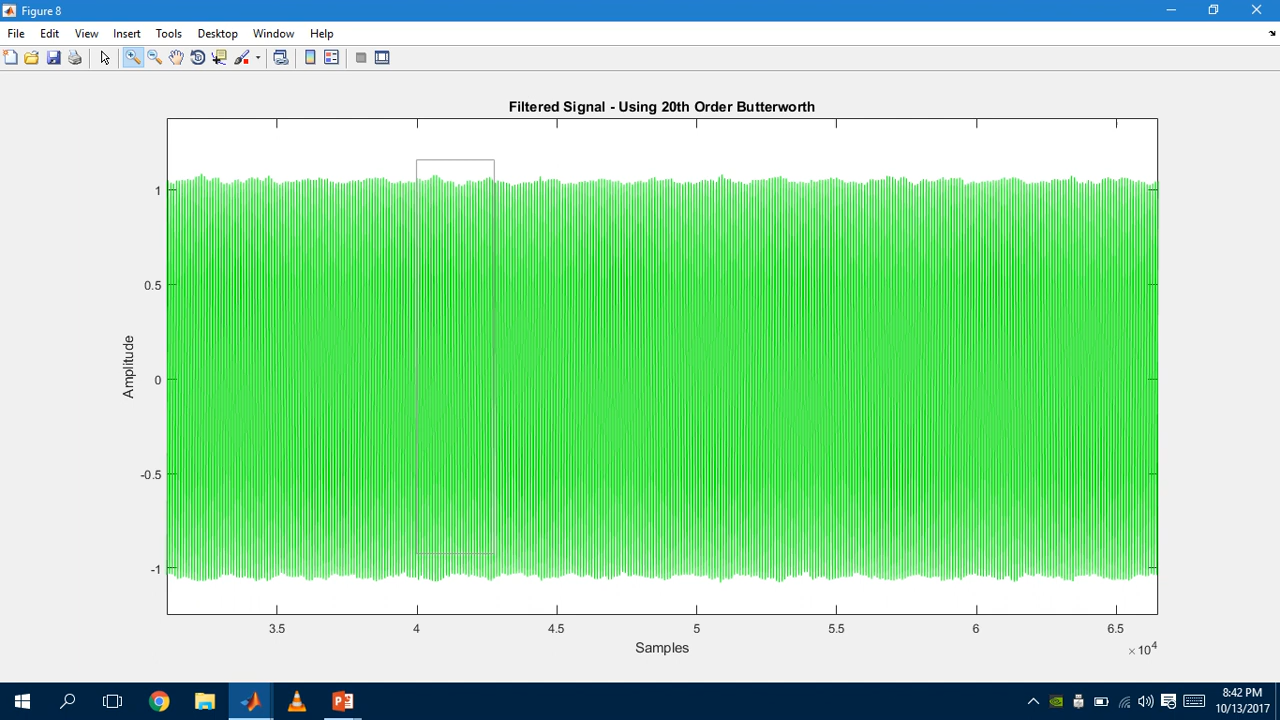 Figure 8
File Edit View Insert Tools Desktop Window Help
Filtered Signal - Using 20th Order Butterworth
1
0.5
0
-0.5
-1
Amplitude
3.5 4 4.5 5 5.5 6 6.5
Samples
×10^4
8:42 PM
10/13/2017